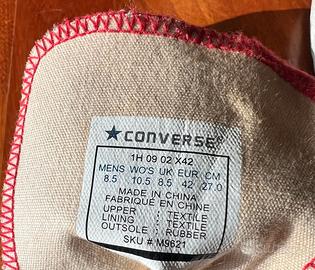 ★CONVERSE®
1H 09 02 X42
MENS WO'S UK EUR CM
8.5 10.5 8.5 42 27.0
MADE IN CHINA
FABRIQUÉ EN CHINE
UPPER : TEXTILE
LINING : TEXTILE
OUTSOLE : RUBBER
SKU # M9621